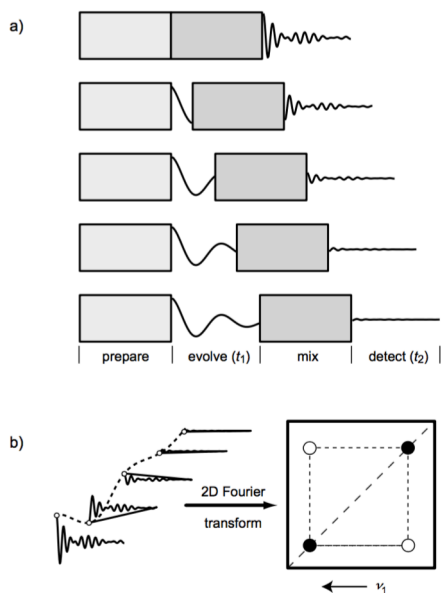 a)
prepare
evolve (t₁)
mix
detect (t₂)
b)
2D Fourier
transform
ν₁